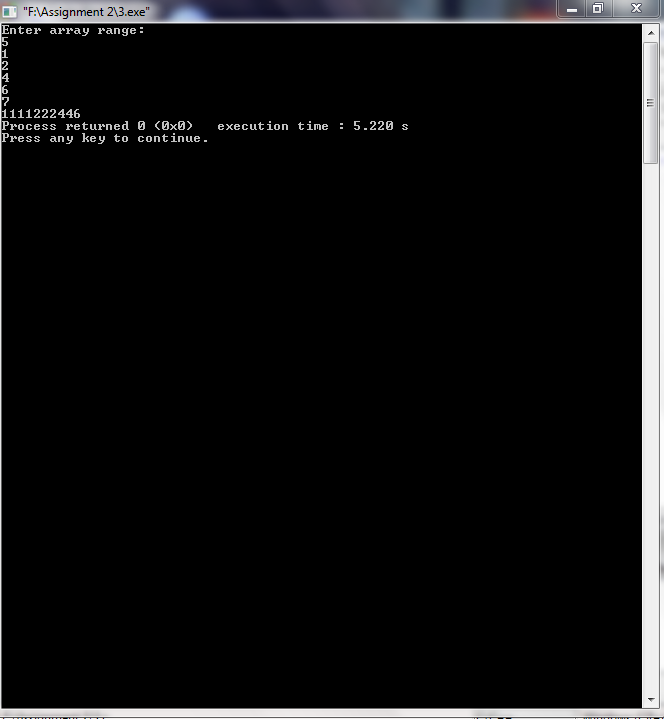 "F:\Assignment 2\3.exe"
Enter array range:
5
1
2
4
6
7
1111222446
Process returned 0 (0x0)   execution time : 5.220 s
Press any key to continue.